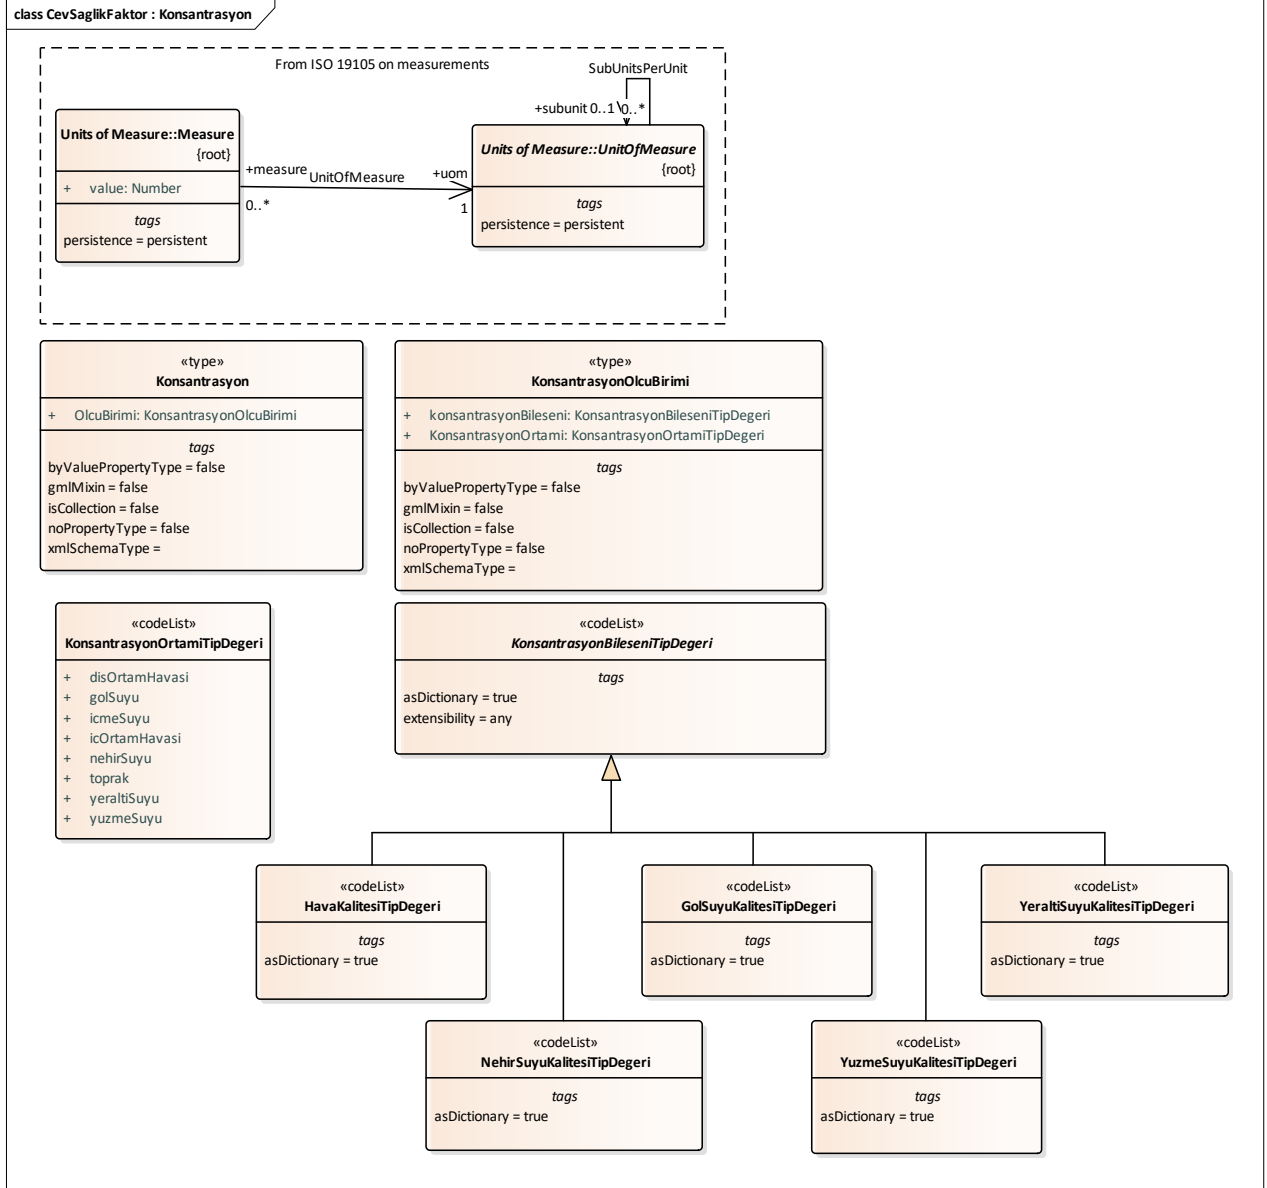 class CevSaglikFaktor : Konsantrasyon
From ISO 19105 on measurements
SubUnitsPerUnit
+subunit 0..1
0..*
Units of Measure::Measure
{root}
+ value: Number
tags
persistence = persistent
+measure
UnitOfMeasure
+uom
0..*
1
Units of Measure::UnitOfMeasure
{root}
tags
persistence = persistent
«type»
Konsantrasyon
+ OlcuBirimi: KonsantrasyonOlcuBirimi
tags
byValuePropertyType = false
gmlMixin = false
isCollection = false
noPropertyType = false
xmlSchemaType =
«type»
KonsantrasyonOlcuBirimi
+ konsantrasyonBileseni: KonsantrasyonBileseniTipDegeri
+ KonsantrasyonOrtami: KonsantrasyonOrtamiTipDegeri
tags
byValuePropertyType = false
gmlMixin = false
isCollection = false
noPropertyType = false
xmlSchemaType =
«codeList»
KonsantrasyonOrtamiTipDegeri
+ disOrtamHavasi
+ golSuyu
+ icmeSuyu
+ icOrtamHavasi
+ nehirSuyu
+ toprak
+ yeraltiSuyu
+ yuzmeSuyu
«codeList»
KonsantrasyonBileseniTipDegeri
tags
asDictionary = true
extensibility = any
«codeList»
HavaKalitesiTipDegeri
tags
asDictionary = true
«codeList»
GolSuyuKalitesiTipDegeri
tags
asDictionary = true
«codeList»
YeraltiSuyuKalitesiTipDegeri
tags
asDictionary = true
«codeList»
NehirSuyuKalitesiTipDegeri
tags
asDictionary = true
«codeList»
YuzmeSuyuKalitesiTipDegeri
tags
asDictionary = true